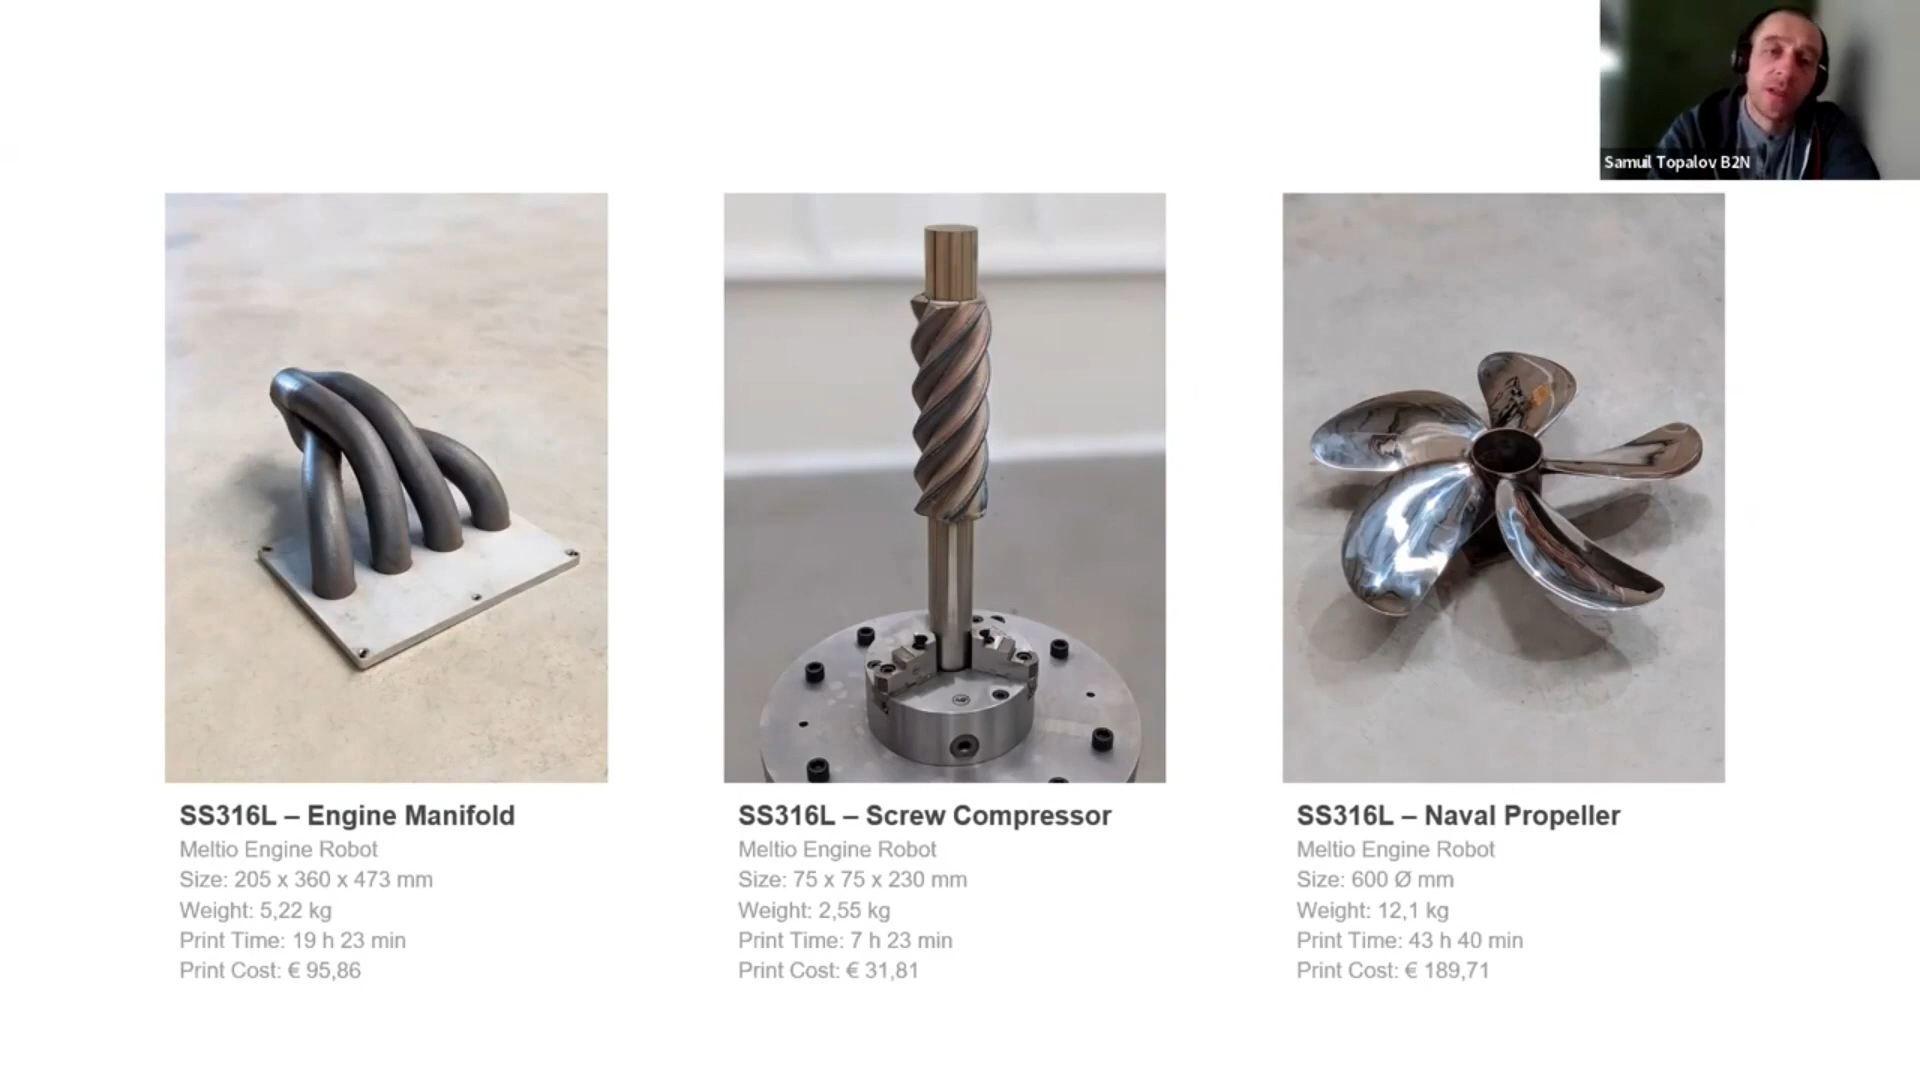 Samuil Topalov B2N
SS316L – Engine Manifold
Meltio Engine Robot
Size: 205 x 360 x 473 mm
Weight: 5,22 kg
Print Time: 19 h 23 min
Print Cost: € 95,86
SS316L – Screw Compressor
Meltio Engine Robot
Size: 75 x 75 x 230 mm
Weight: 2,55 kg
Print Time: 7 h 23 min
Print Cost: € 31,81
SS316L – Naval Propeller
Meltio Engine Robot
Size: 600 Ø mm
Weight: 12,1 kg
Print Time: 43 h 40 min
Print Cost: € 189,71